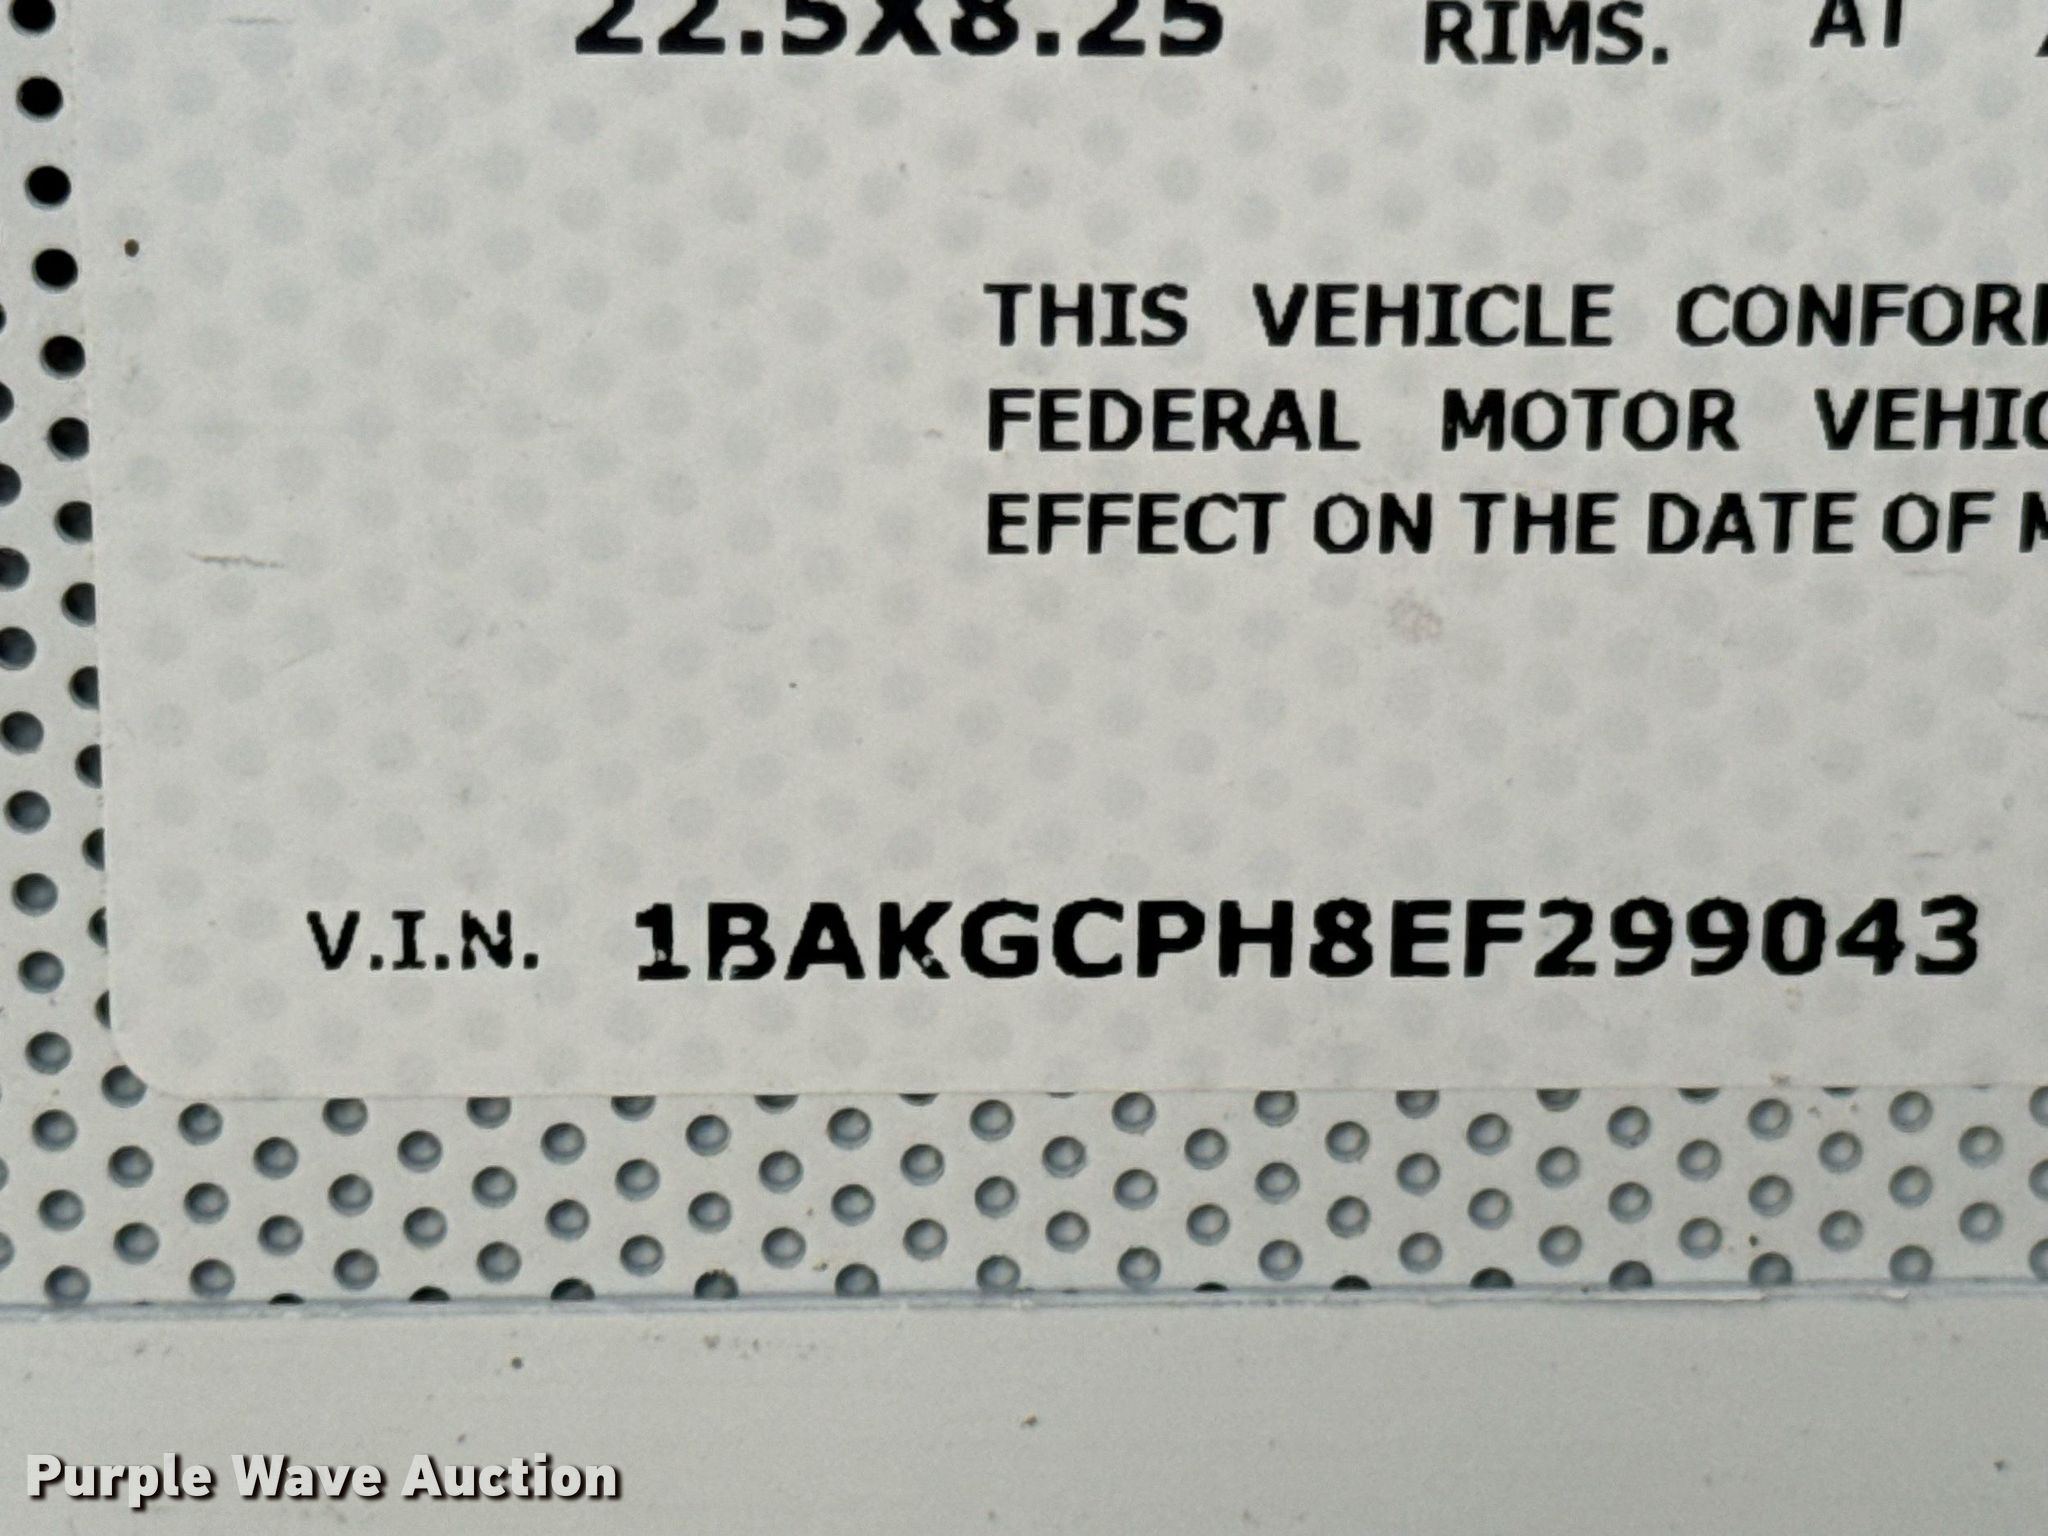 22.5X8.25 RIMS. AT
THIS VEHICLE CONFOR
FEDERAL MOTOR VEHIC
EFFECT ON THE DATE OF M
V.I.N. 1BAKGCPH8EF299043
Purple Wave Auction